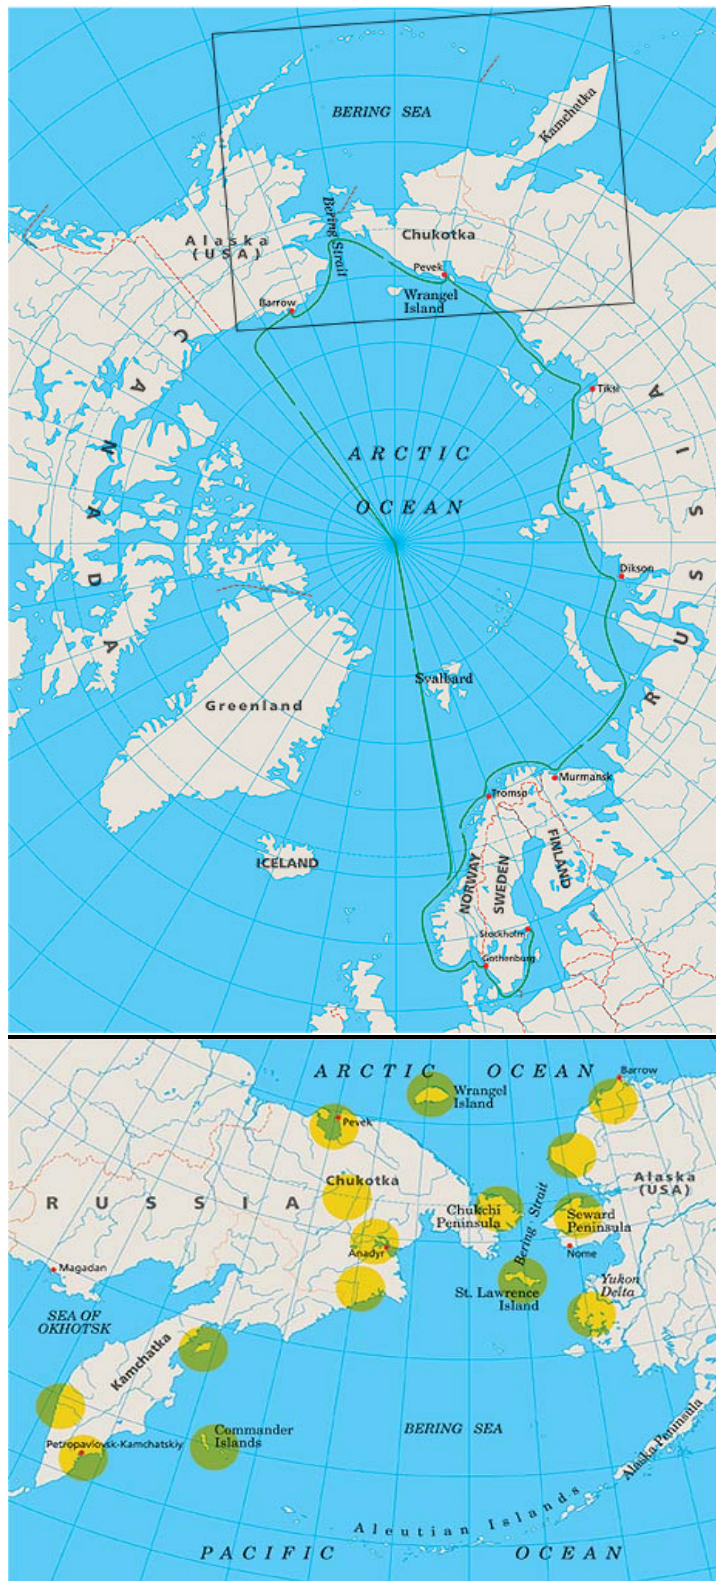 BERING SEA
Kamchatka
Bering Strait
Alaska
(USA)
Chukotka
Pevek
Wrangel
Island
Barrow
CANADA
Tiksi
RUSSIA
ARCTIC
OCEAN
Dikson
Svalbard
Greenland
Murmansk
Tromsø
ICELAND
NORWAY
SWEDEN
FINLAND
Stockholm
Gothenburg
ARCTIC OCEAN
Barrow
Wrangel
Island
Pevek
Chukotka
Alaska
(USA)
RUSSIA
Chukchi
Peninsula
Bering Strait
Seward
Peninsula
Anadyr
Nome
Magadan
St. Lawrence
Island
Yukon
Delta
SEA OF
OKHOTSK
Kamchatka
Commander
Islands
BERING SEA
Petropavlovsk-Kamchatskiy
Alaska Peninsula
Aleutian Islands
PACIFIC OCEAN